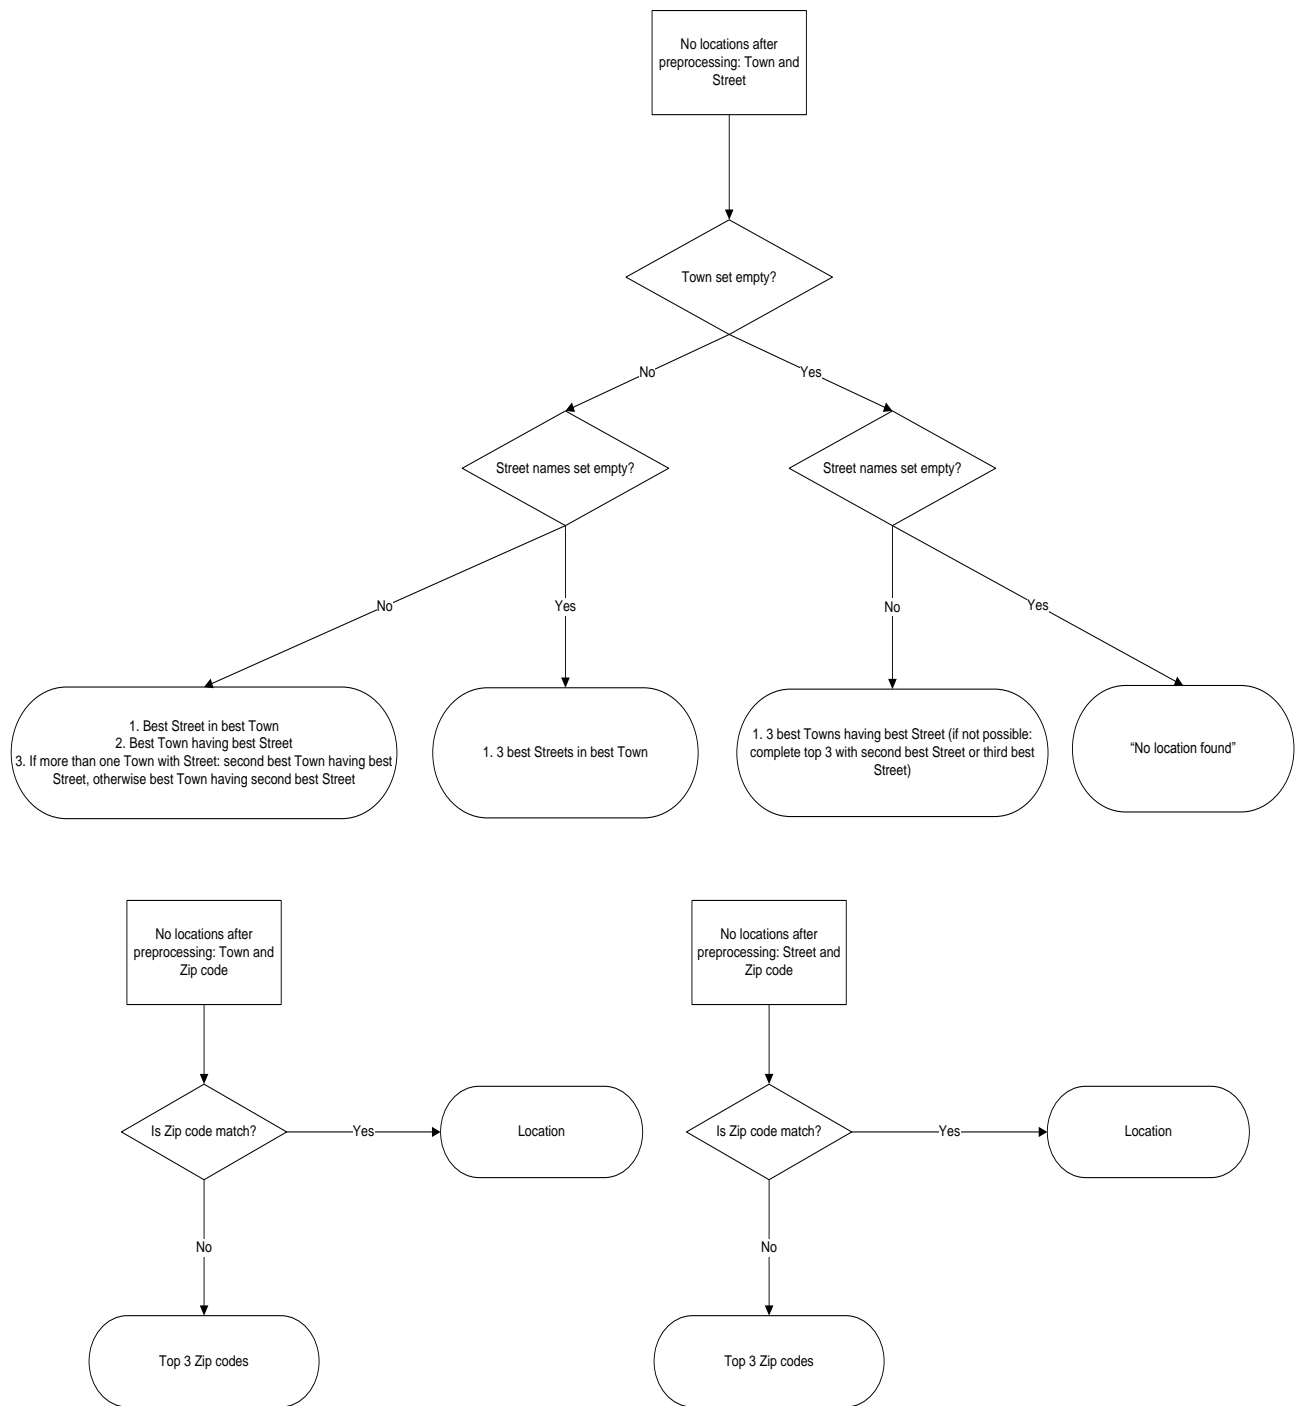 No locations after
preprocessing: Town and
Street
Town set empty?
No
Yes
Street names set empty?
Street names set empty?
No
Yes
No
Yes
1. Best Street in best Town
2. Best Town having best Street
3. If more than one Town with Street: second best Town having best
Street, otherwise best Town having second best Street
1. 3 best Streets in best Town
1. 3 best Towns having best Street (if not possible:
complete top 3 with second best Street or third best
Street)
“No location found”
No locations after
preprocessing: Town and
Zip code
No locations after
preprocessing: Street and
Zip code
Is Zip code match?
Yes
Location
Is Zip code match?
Yes
Location
No
No
Top 3 Zip codes
Top 3 Zip codes